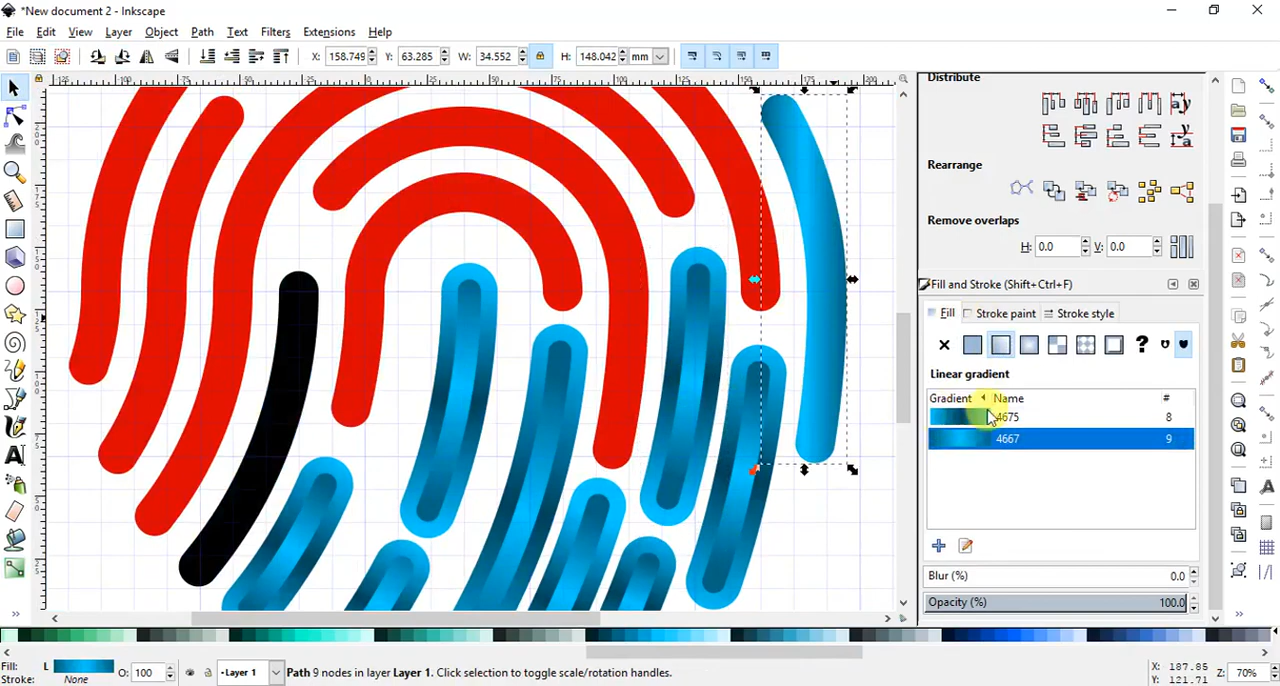 *New document 2 - Inkscape
File Edit View Layer Object Path Text Filters Extensions Help
X: 158.749 Y: 63.285 W: 34.552 H: 148.042 mm
Distribute
Rearrange
Remove overlaps
H: 0.0 V: 0.0
Fill and Stroke (Shift+Ctrl+F)
Fill Stroke paint Stroke style
Linear gradient
Gradient Name #
4675 8
4667 9
Blur (%) 0.0
Opacity (%) 100.0
Fill: L O: 100 Layer 1 Path 9 nodes in layer Layer 1. Click selection to toggle scale/rotation handles. X: 187.85 Z: 70%
Stroke: None Y: 121.71